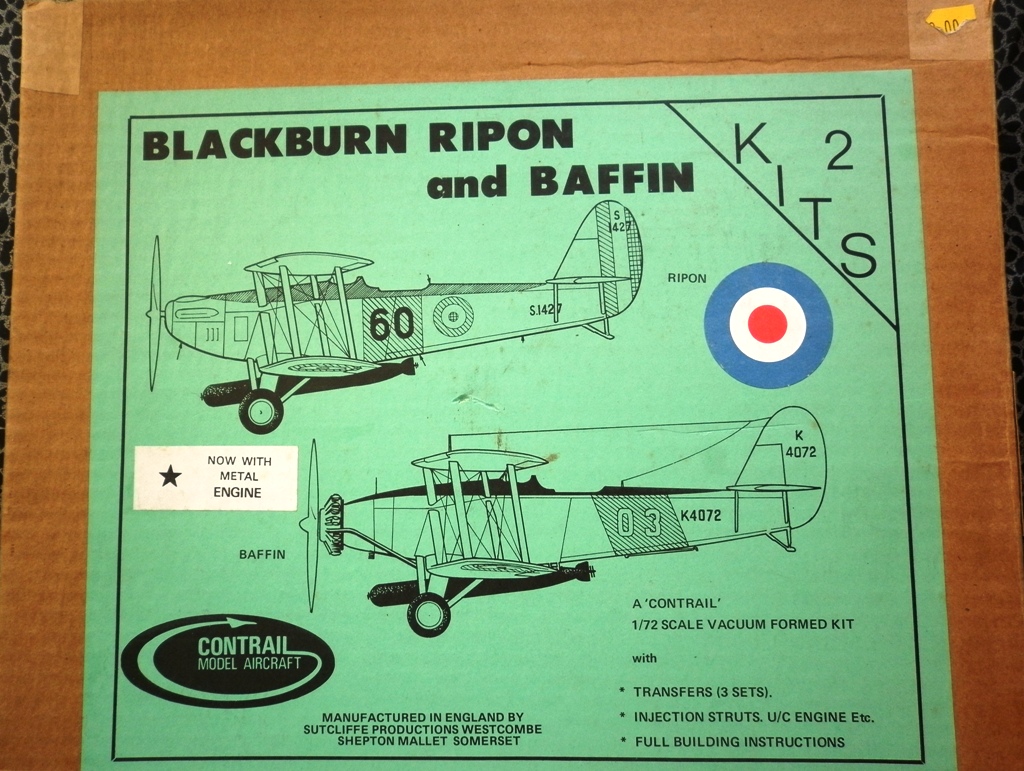 BLACKBURN RIPON
and BAFFIN
2
KITS
RIPON
S
1427
S.1427
60
NOW WITH
METAL
ENGINE
K
4072
K4072
03
BAFFIN
CONTRAIL
MODEL AIRCRAFT
A 'CONTRAIL'
1/72 SCALE VACUUM FORMED KIT
with
* TRANSFERS (3 SETS).
* INJECTION STRUTS. U/C ENGINE Etc.
* FULL BUILDING INSTRUCTIONS
MANUFACTURED IN ENGLAND BY
SUTCLIFFE PRODUCTIONS WESTCOMBE
SHEPTON MALLET SOMERSET